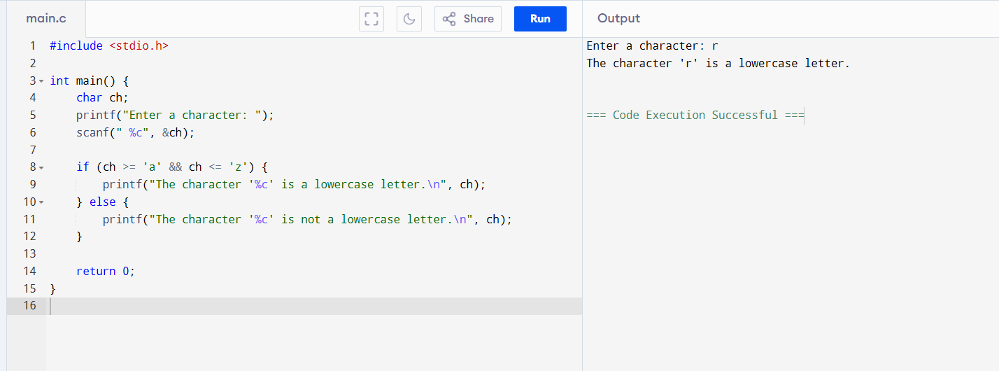 main.c
Share
Run
Output
1 #include <stdio.h>
2
3 int main() {
4     char ch;
5     printf("Enter a character: ");
6     scanf(" %c", &ch);
7
8     if (ch >= 'a' && ch <= 'z') {
9         printf("The character '%c' is a lowercase letter.\n", ch);
10     } else {
11         printf("The character '%c' is not a lowercase letter.\n", ch);
12     }
13
14     return 0;
15 }
16
Enter a character: r
The character 'r' is a lowercase letter.
=== Code Execution Successful ===